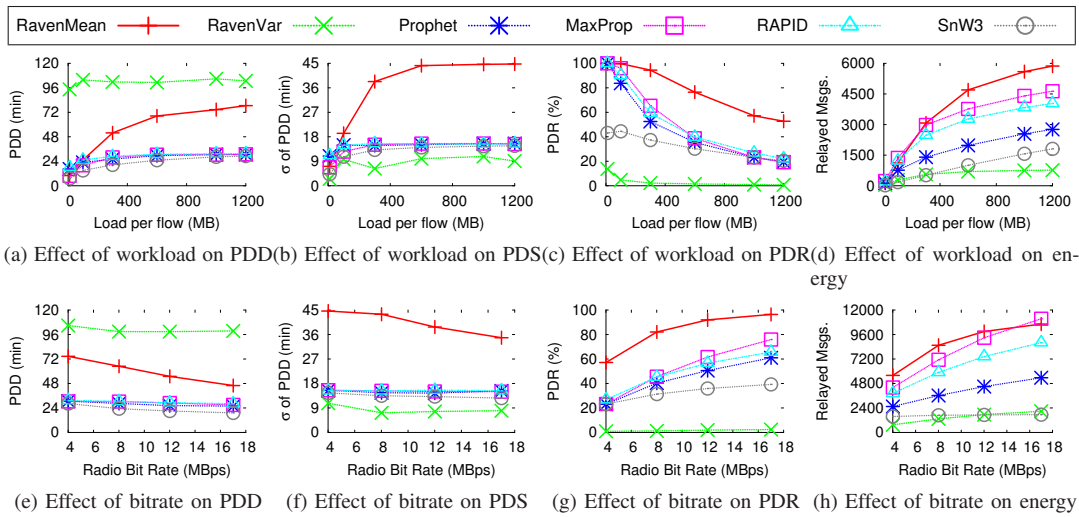 RavenMean RavenVar Prophet MaxProp RAPID SnW3
PDD (min)
120
96
72
48
24
0
0 400 800 1200
Load per flow (MB)
σ of PDD (min)
45
36
27
18
9
0
0 400 800 1200
Load per flow (MB)
PDR (%)
100
80
60
40
20
0
0 400 800 1200
Load per flow (MB)
Relayed Msgs.
6000
4500
3000
1500
0
0 400 800 1200
Load per flow (MB)
(a) Effect of workload on PDD(b) Effect of workload on PDS(c) Effect of workload on PDR(d) Effect of workload on en-
ergy
PDD (min)
120
96
72
48
24
0
4 6 8 10 12 14 16 18
Radio Bit Rate (MBps)
σ of PDD (min)
45
36
27
18
9
0
4 6 8 10 12 14 16 18
Radio Bit Rate (MBps)
PDR (%)
100
80
60
40
20
0
4 6 8 10 12 14 16 18
Radio Bit Rate (MBps)
Relayed Msgs.
12000
9600
7200
4800
2400
0
4 6 8 10 12 14 16 18
Radio Bit Rate (MBps)
(e) Effect of bitrate on PDD (f) Effect of bitrate on PDS (g) Effect of bitrate on PDR (h) Effect of bitrate on energy